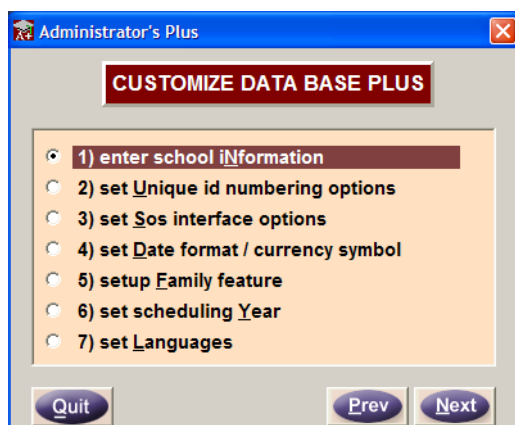 Administrator's Plus
CUSTOMIZE DATA BASE PLUS
1) enter school iNformation
2) set Unique id numbering options
3) set Sos interface options
4) set Date format / currency symbol
5) setup Family feature
6) set scheduling Year
7) set Languages
Quit Prev Next